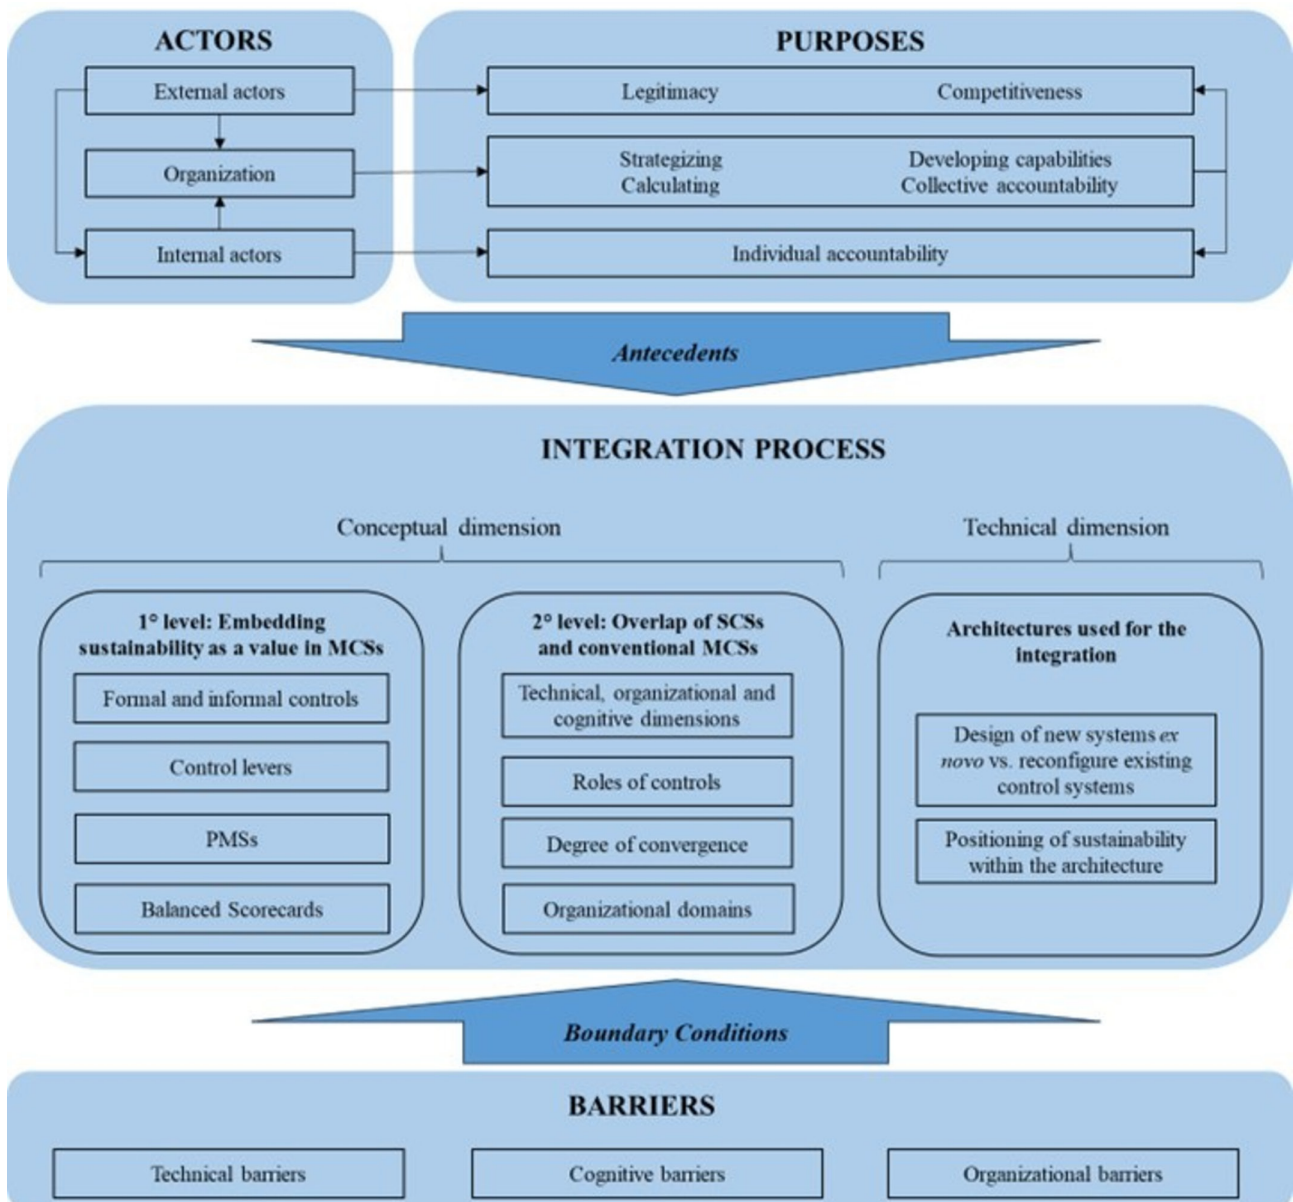 ACTORS
External actors
Organization
Internal actors
PURPOSES
Legitimacy Competitiveness
Strategizing Developing capabilities
Calculating Collective accountability
Individual accountability
Antecedents
INTEGRATION PROCESS
Conceptual dimension
1° level: Embedding
sustainability as a value in MCSs
Formal and informal controls
Control levers
PMSs
Balanced Scorecards
2° level: Overlap of SCSs
and conventional MCSs
Technical, organizational and
cognitive dimensions
Roles of controls
Degree of convergence
Organizational domains
Technical dimension
Architectures used for the
integration
Design of new systems ex
novo vs. reconfigure existing
control systems
Positioning of sustainability
within the architecture
Boundary Conditions
BARRIERS
Technical barriers
Cognitive barriers
Organizational barriers